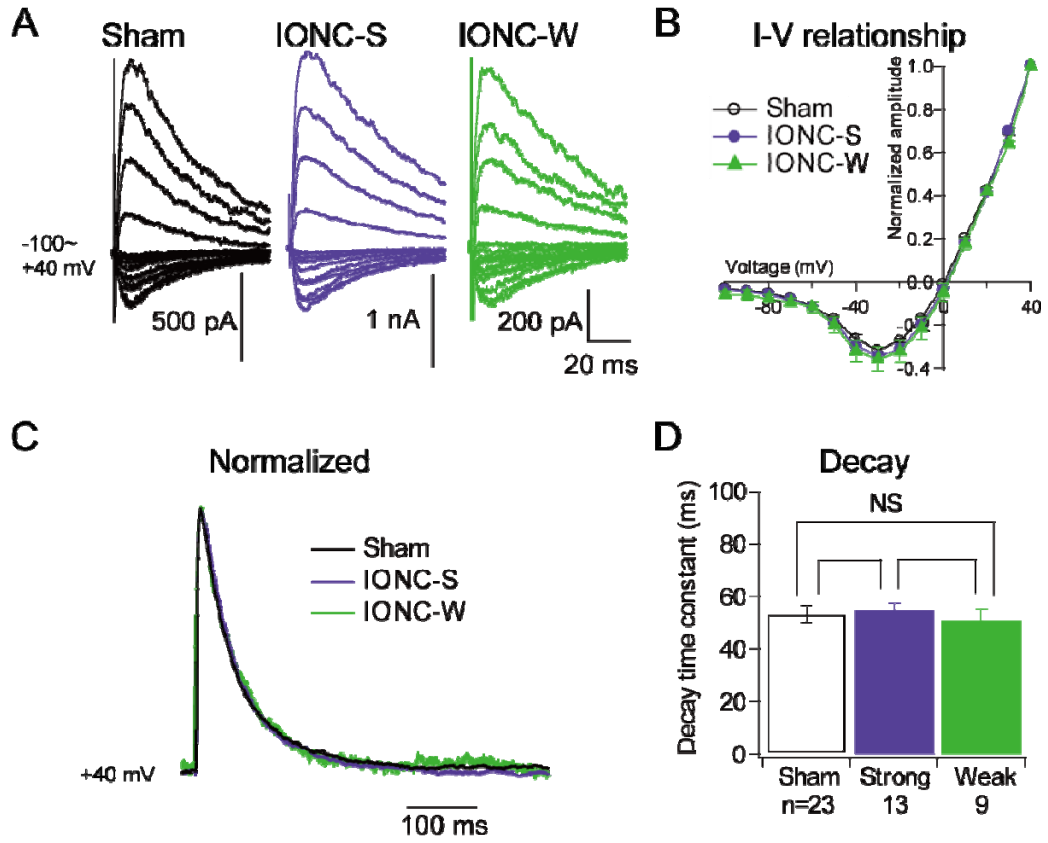 A
Sham
IONC-S
IONC-W
-100~
+40 mV
500 pA
1 nA
200 pA
20 ms
B
I-V relationship
Normalized amplitude
1.0
0.8
0.6
0.4
0.2
0.0
-0.2
-0.4
Sham
IONC-S
IONC-W
Voltage (mV)
-80
-40
0
40
C
Normalized
Sham
IONC-S
IONC-W
+40 mV
100 ms
D
Decay
Decay time constant (ms)
100
80
60
40
20
0
NS
Sham
Strong
Weak
n=23
13
9